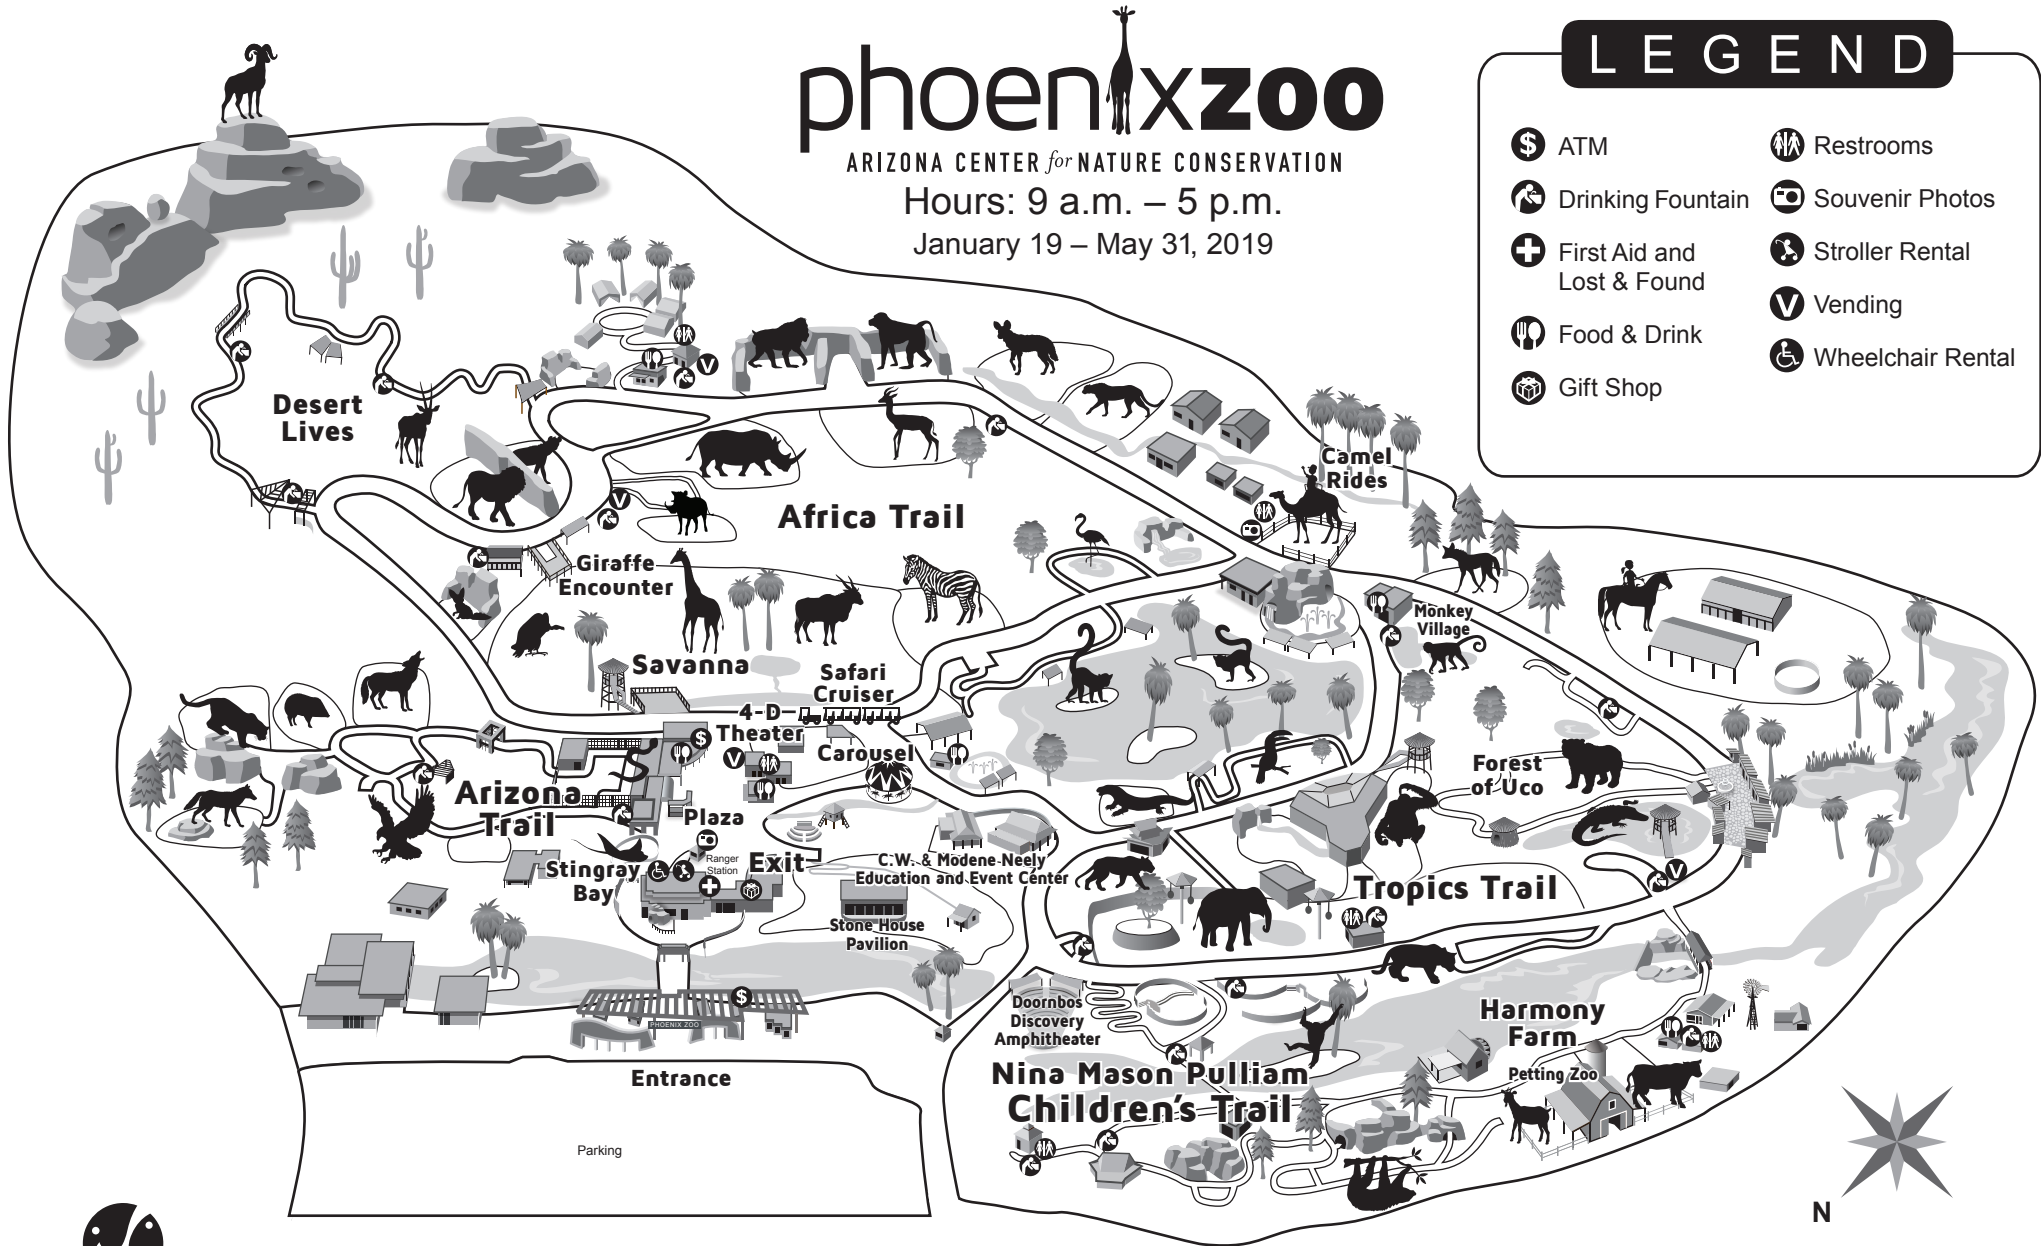 phoenixzoo
ARIZONA CENTER for NATURE CONSERVATION
Hours: 9 a.m. – 5 p.m.
January 19 – May 31, 2019
LEGEND
$ ATM
Drinking Fountain
First Aid and
Lost & Found
Food & Drink
Gift Shop
Restrooms
Souvenir Photos
Stroller Rental
V Vending
Wheelchair Rental
Desert
Lives
V
Camel
Rides
Africa Trail
V
Giraffe
Encounter
Monkey
Village
Savanna
Safari
Cruiser
4-D
Theater
$
V
Carousel
Forest
of Uco
Arizona
Trail
Plaza
Stingray
Bay
Ranger
Station
Exit
C.W. & Modene Neely
Education and Event Center
Stone House
Pavilion
Tropics Trail
V
$
PHOENIX ZOO
Entrance
Parking
Doornbos
Discovery
Amphitheater
Nina Mason Pulliam
Children's Trail
Harmony
Farm
Petting Zoo
N